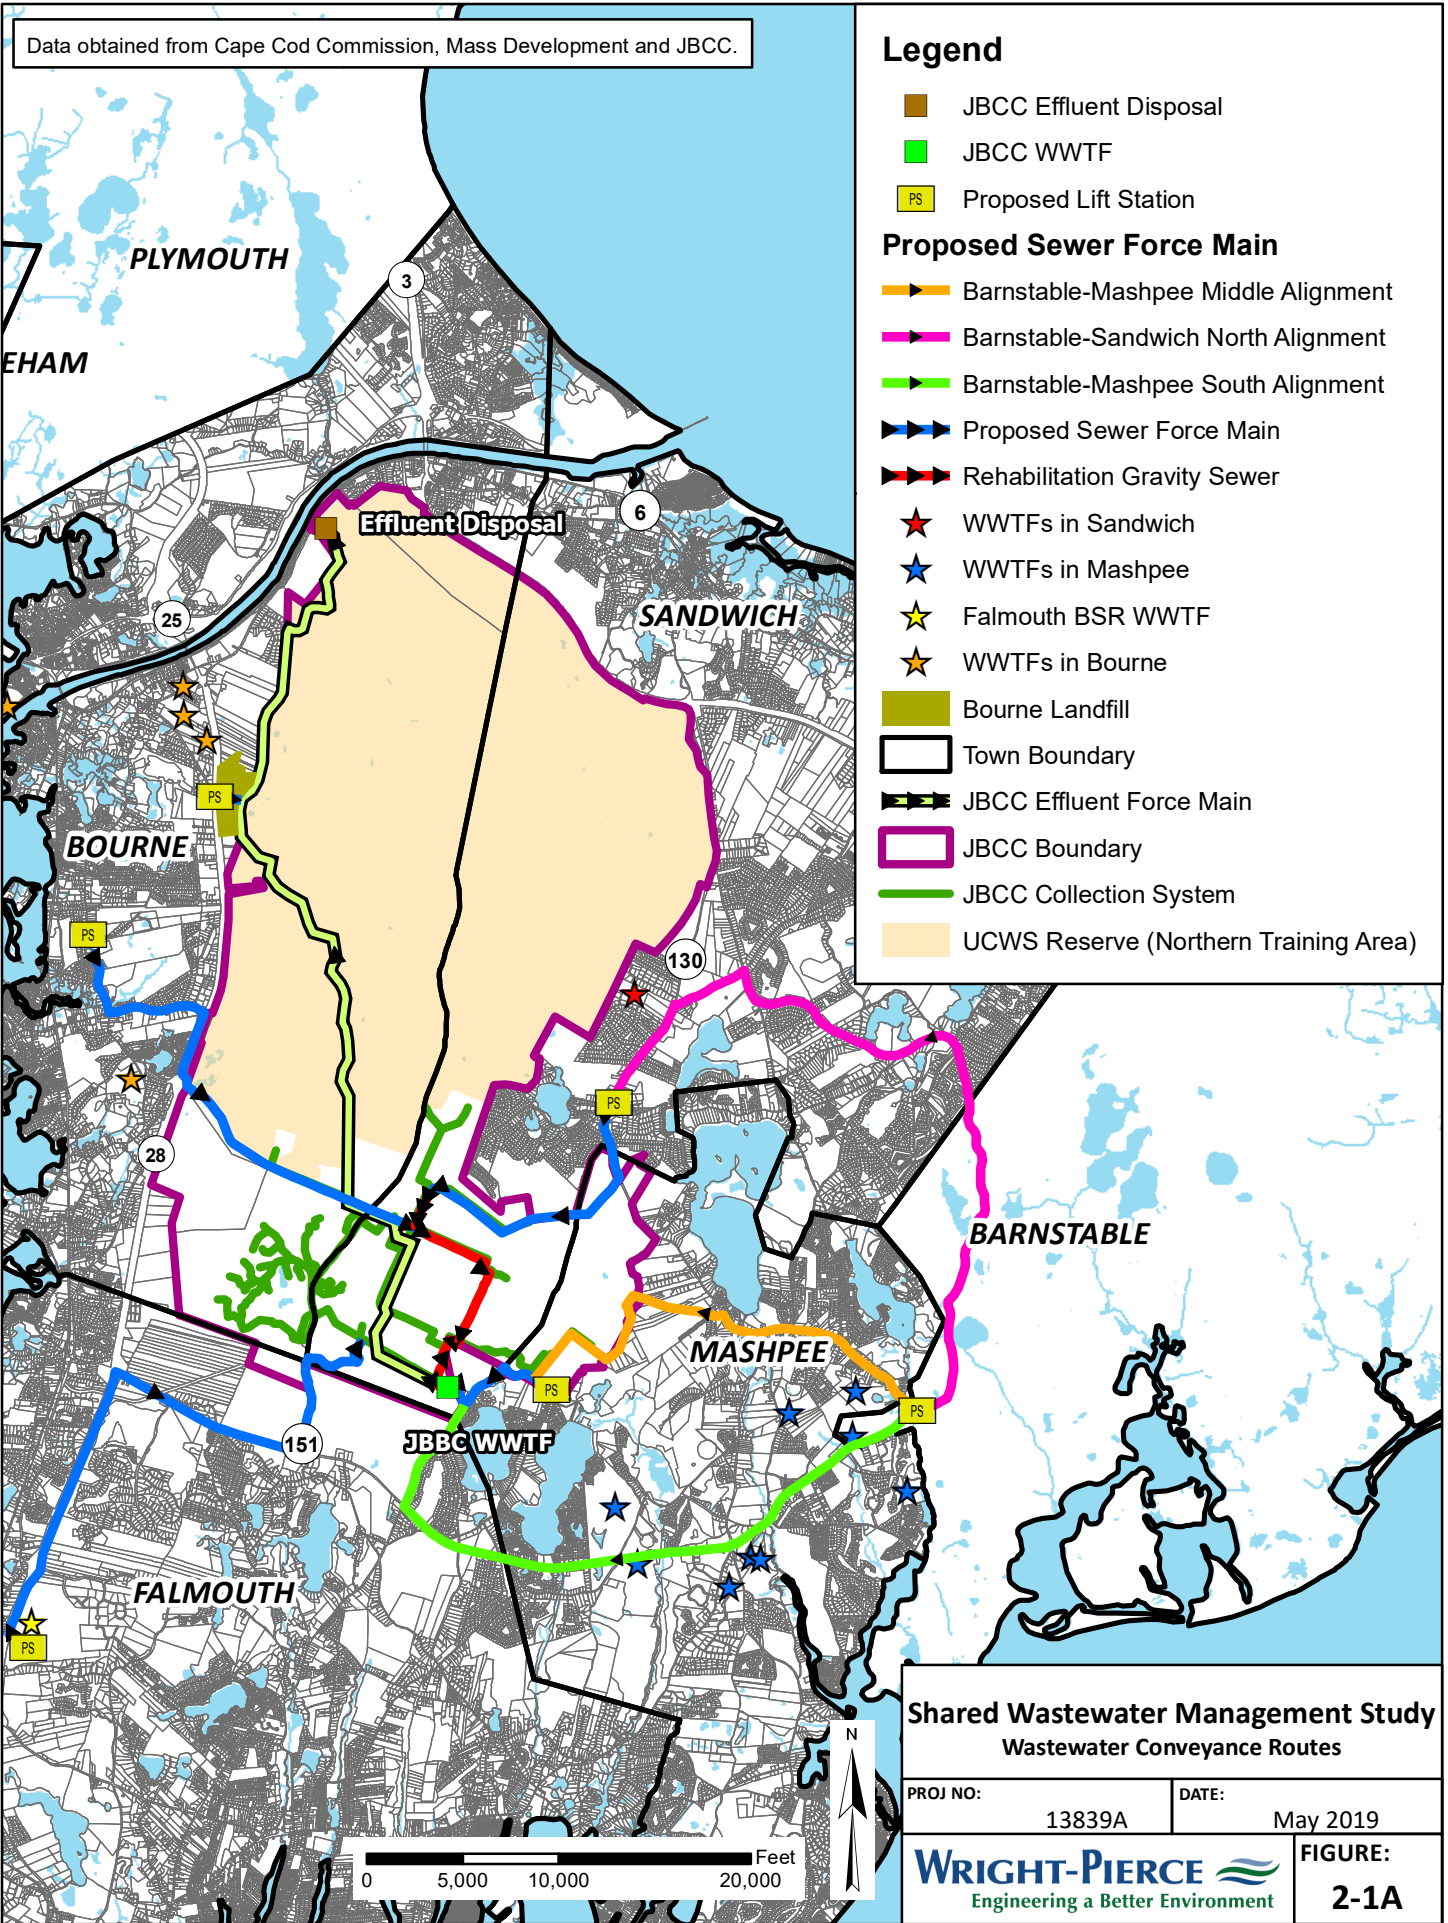 Data obtained from Cape Cod Commission, Mass Development and JBCC.
Legend
JBCC Effluent Disposal
JBCC WWTF
PS Proposed Lift Station
Proposed Sewer Force Main
Barnstable-Mashpee Middle Alignment
Barnstable-Sandwich North Alignment
Barnstable-Mashpee South Alignment
Proposed Sewer Force Main
Rehabilitation Gravity Sewer
WWTFs in Sandwich
WWTFs in Mashpee
Falmouth BSR WWTF
WWTFs in Bourne
Bourne Landfill
Town Boundary
JBCC Effluent Force Main
JBCC Boundary
JBCC Collection System
UCWS Reserve (Northern Training Area)
PLYMOUTH
3
EHAM
Effluent Disposal
6
25
SANDWICH
PS
BOURNE
PS
130
PS
28
BARNSTABLE
MASHPEE
PS
PS
151
JBBC WWTF
FALMOUTH
PS
N
Feet
0 5,000 10,000 20,000
Shared Wastewater Management Study
Wastewater Conveyance Routes
PROJ NO:
13839A
DATE:
May 2019
WRIGHT-PIERCE
Engineering a Better Environment
FIGURE:
2-1A